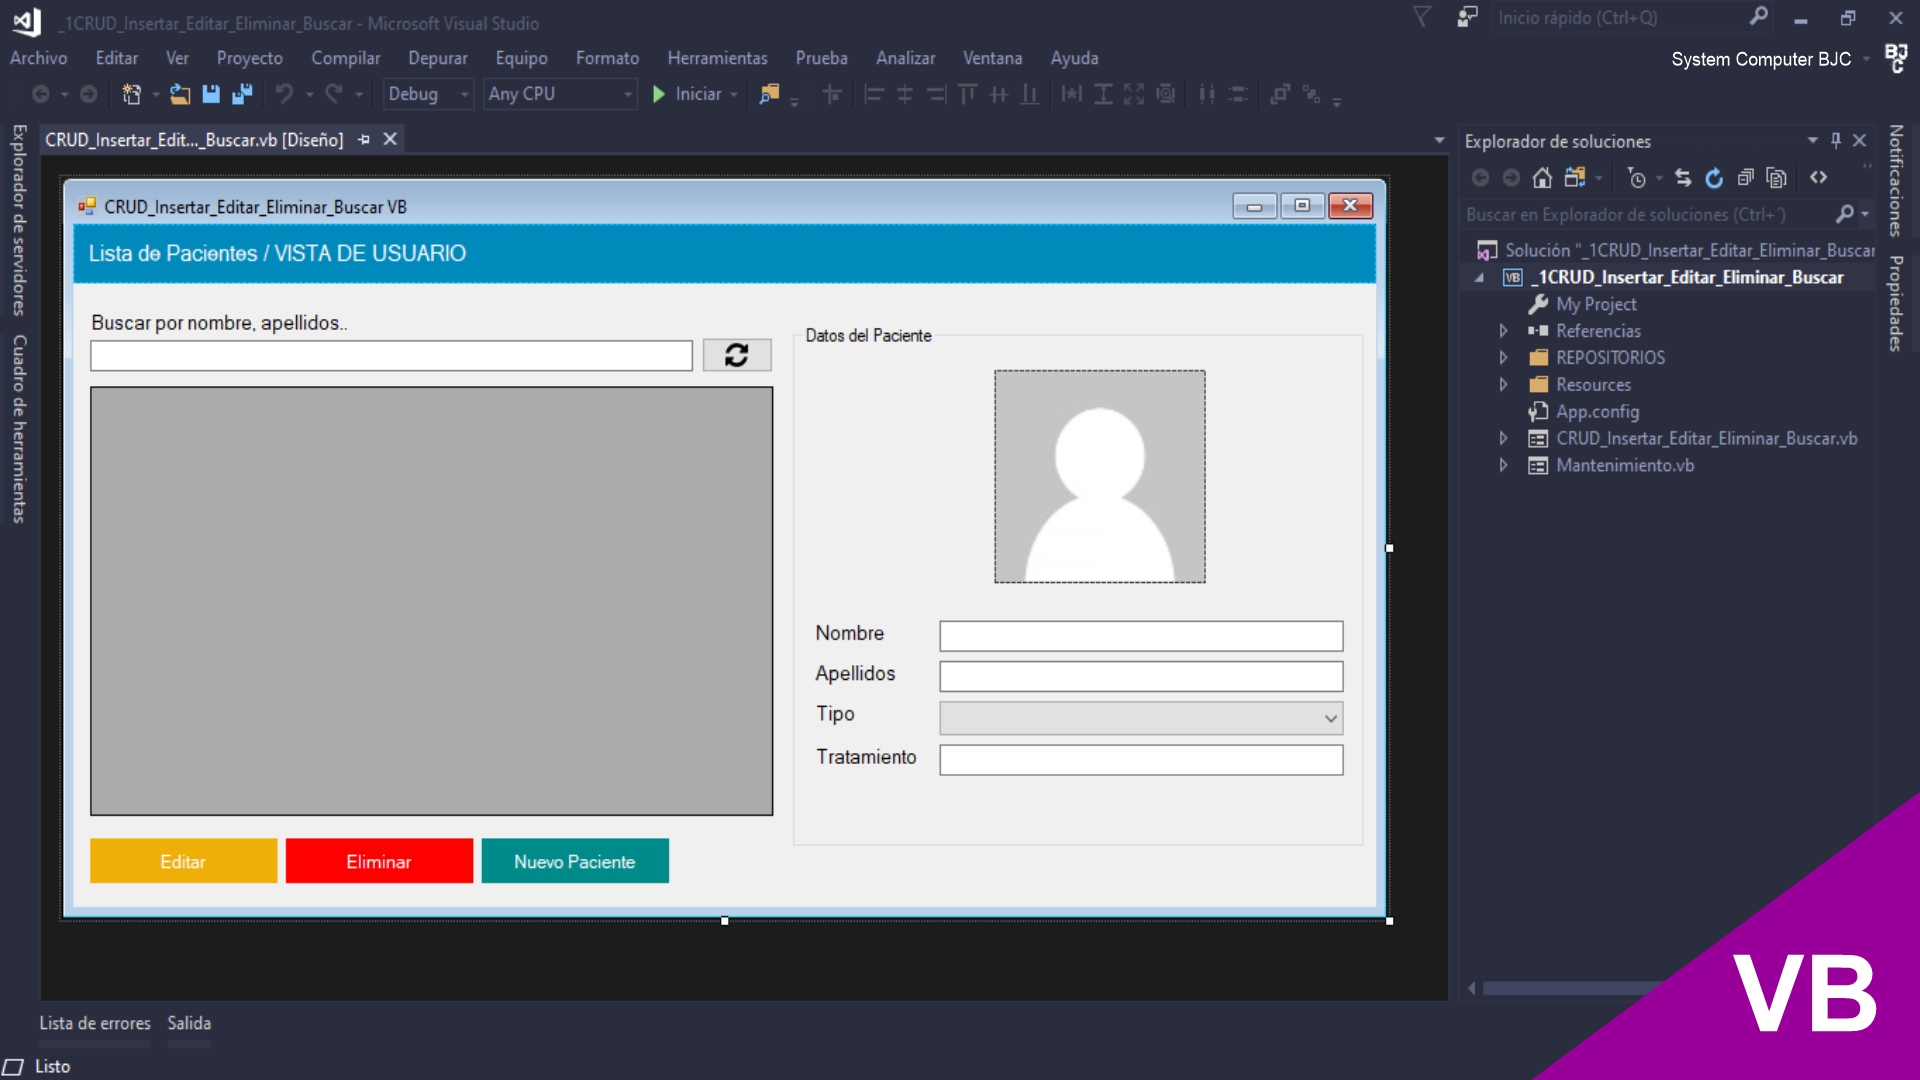 _1CRUD_Insertar_Editar_Eliminar_Buscar - Microsoft Visual Studio
Inicio rápido (Ctrl+Q)
Archivo Editar Ver Proyecto Compilar Depurar Equipo Formato Herramientas Prueba Analizar Ventana Ayuda
System Computer BJC
BJC
Debug Any CPU Iniciar
Explorador de servidores
Cuadro de herramientas
CRUD_Insertar_Edit..._Buscar.vb [Diseño]
CRUD_Insertar_Editar_Eliminar_Buscar VB
Lista de Pacientes / VISTA DE USUARIO
Buscar por nombre, apellidos..
Datos del Paciente
Nombre
Apellidos
Tipo
Tratamiento
Editar
Eliminar
Nuevo Paciente
Explorador de soluciones
Buscar en Explorador de soluciones (Ctrl+´)
Solución "_1CRUD_Insertar_Editar_Eliminar_Buscar
VB _1CRUD_Insertar_Editar_Eliminar_Buscar
My Project
Referencias
REPOSITORIOS
Resources
App.config
CRUD_Insertar_Editar_Eliminar_Buscar.vb
Mantenimiento.vb
Notificaciones
Propiedades
Lista de errores Salida
Listo
VB